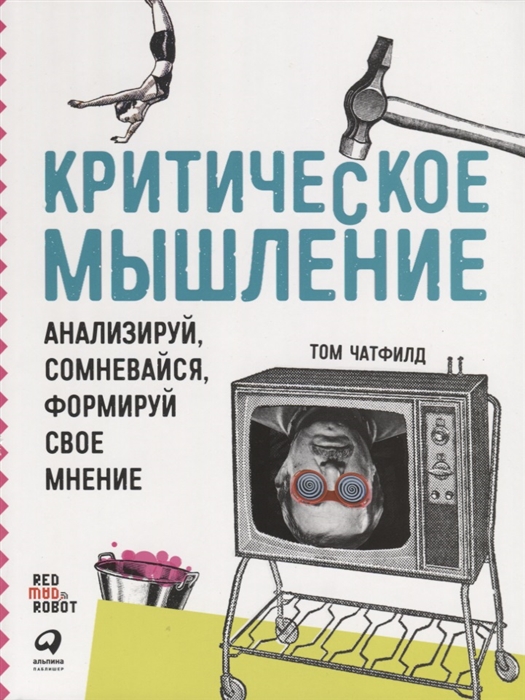 КРИТИЧЕСКОЕ
МЫШЛЕНИЕ
АНАЛИЗИРУЙ,
СОМНЕВАЙСЯ,
ФОРМИРУЙ
СВОЕ
МНЕНИЕ
ТОМ ЧАТФИЛД
RED
MAD
ROBOT
альпина
ПАБЛИШЕР